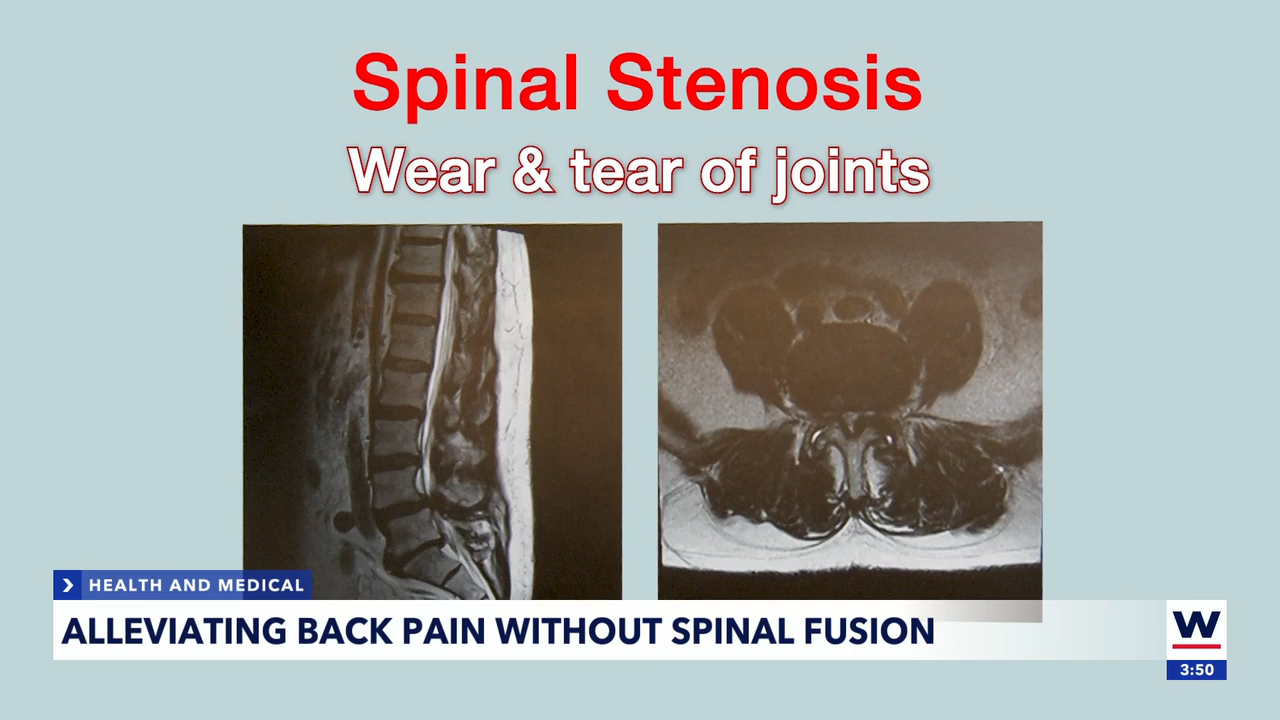 Spinal Stenosis
Wear & tear of joints
HEALTH AND MEDICAL
ALLEVIATING BACK PAIN WITHOUT SPINAL FUSION
W
3:50